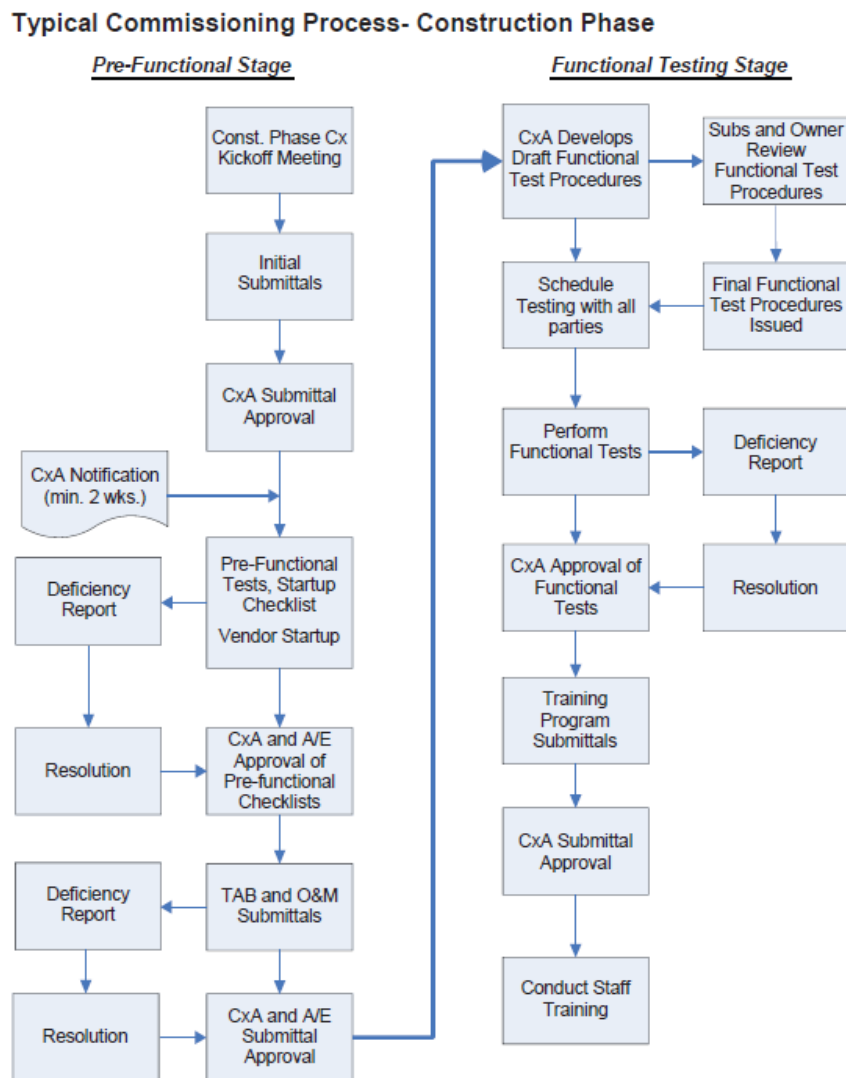 Typical Commissioning Process- Construction Phase
Pre-Functional Stage
Const. Phase Cx
Kickoff Meeting
Initial
Submittals
CxA Submittal
Approval
CxA Notification
(min. 2 wks.)
Pre-Functional
Tests, Startup
Checklist
Vendor Startup
Deficiency
Report
Resolution
CxA and A/E
Approval of
Pre-functional
Checklists
TAB and O&M
Submittals
Deficiency
Report
Resolution
CxA and A/E
Submittal
Approval
Functional Testing Stage
CxA Develops
Draft Functional
Test Procedures
Subs and Owner
Review
Functional Test
Procedures
Schedule
Testing with all
parties
Final Functional
Test Procedures
Issued
Perform
Functional Tests
Deficiency
Report
CxA Approval of
Functional
Tests
Resolution
Training
Program
Submittals
CxA Submittal
Approval
Conduct Staff
Training